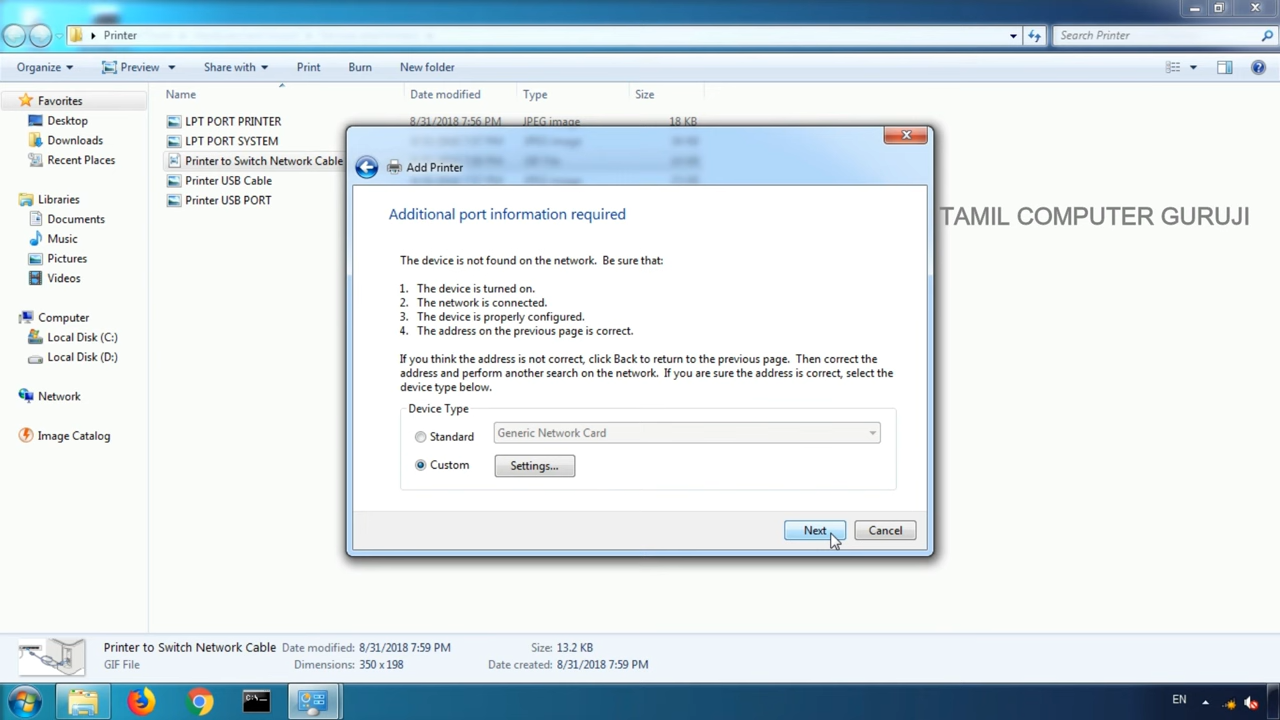 Printer
Search Printer
Organize
Preview
Share with
Print
Burn
New folder
Name
Date modified
Type
Size
Favorites
Desktop
Downloads
Recent Places
Libraries
Documents
Music
Pictures
Videos
Computer
Local Disk (C:)
Local Disk (D:)
Network
Image Catalog
LPT PORT PRINTER
8/31/2018 7:56 PM
JPEG image
18 KB
LPT PORT SYSTEM
Printer to Switch Network Cable
Printer USB Cable
Printer USB PORT
TAMIL COMPUTER GURUJI
Add Printer
Additional port information required
The device is not found on the network. Be sure that:
1. The device is turned on.
2. The network is connected.
3. The device is properly configured.
4. The address on the previous page is correct.
If you think the address is not correct, click Back to return to the previous page. Then correct the
address and perform another search on the network. If you are sure the address is correct, select the
device type below.
Device Type
Standard
Generic Network Card
Custom
Settings...
Next
Cancel
Printer to Switch Network Cable Date modified: 8/31/2018 7:59 PM Size: 13.2 KB
GIF File Dimensions: 350 x 198 Date created: 8/31/2018 7:59 PM
EN